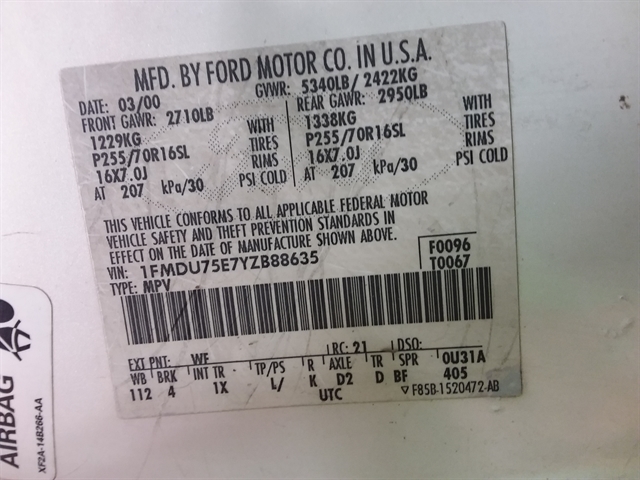 MFD. BY FORD MOTOR CO. IN U.S.A.
DATE: 03/00 GVWR: 5340LB/ 2422KG
FRONT GAWR: 2710LB REAR GAWR: 2950LB
1229KG WITH 1338KG WITH
P255/70R16SL TIRES P255/70R16SL TIRES
16X7.0J RIMS 16X7.0J RIMS
AT 207 kPa/30 PSI COLD AT 207 kPa/30 PSI COLD
THIS VEHICLE CONFORMS TO ALL APPLICABLE FEDERAL MOTOR
VEHICLE SAFETY AND THEFT PREVENTION STANDARDS IN
EFFECT ON THE DATE OF MANUFACTURE SHOWN ABOVE.
VIN: 1FMDU75E7YZB88635 F0096
TYPE: MPV T0067
EXT PNT: WF RC: 21 DSO:
WB BRK INT TR TP/PS R AXLE TR SPR 0U31A
112 4 1X L/ K D2 D BF 405
UTC ▽ F85B-1520472-AB
AIRBAG
XF2A-14B266-AA